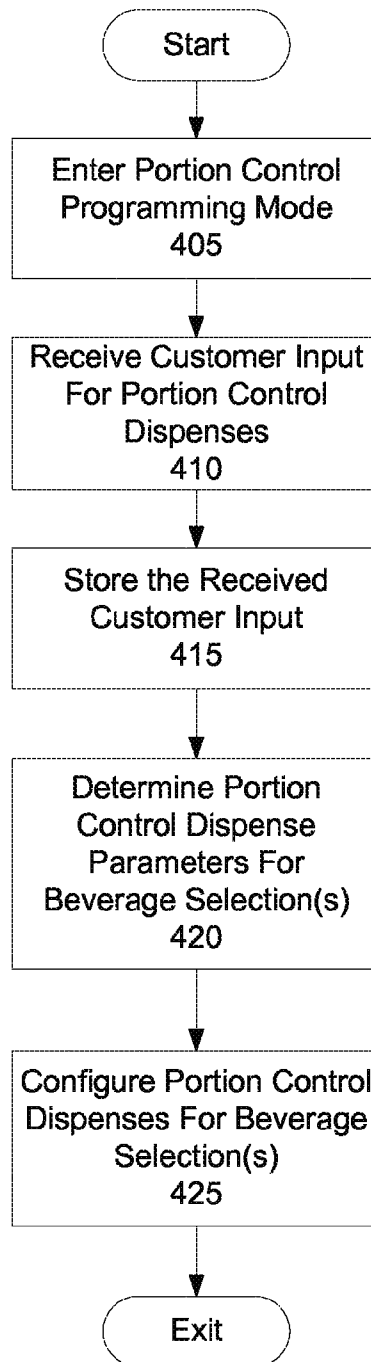 Start
Enter Portion Control
Programming Mode
405
Receive Customer Input
For Portion Control
Dispenses
410
Store the Received
Customer Input
415
Determine Portion
Control Dispense
Parameters For
Beverage Selection(s)
420
Configure Portion Control
Dispenses For Beverage
Selection(s)
425
Exit